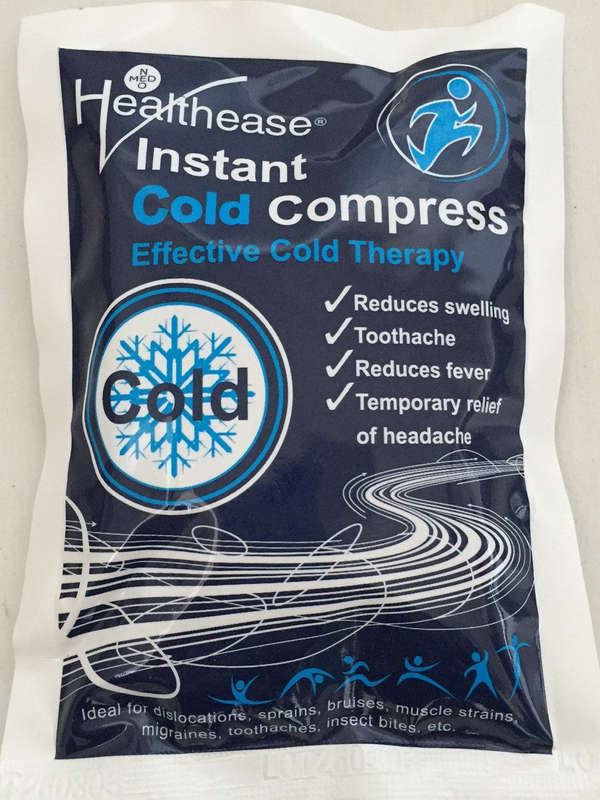 NO MED
Healthease®
Instant
Cold Compress
Effective Cold Therapy
Reduces swelling
Toothache
Reduces fever
Temporary relief
of headache
Cold
Ideal for dislocations, sprains, bruises, muscle strains,
migraines, toothaches, insect bites, etc.